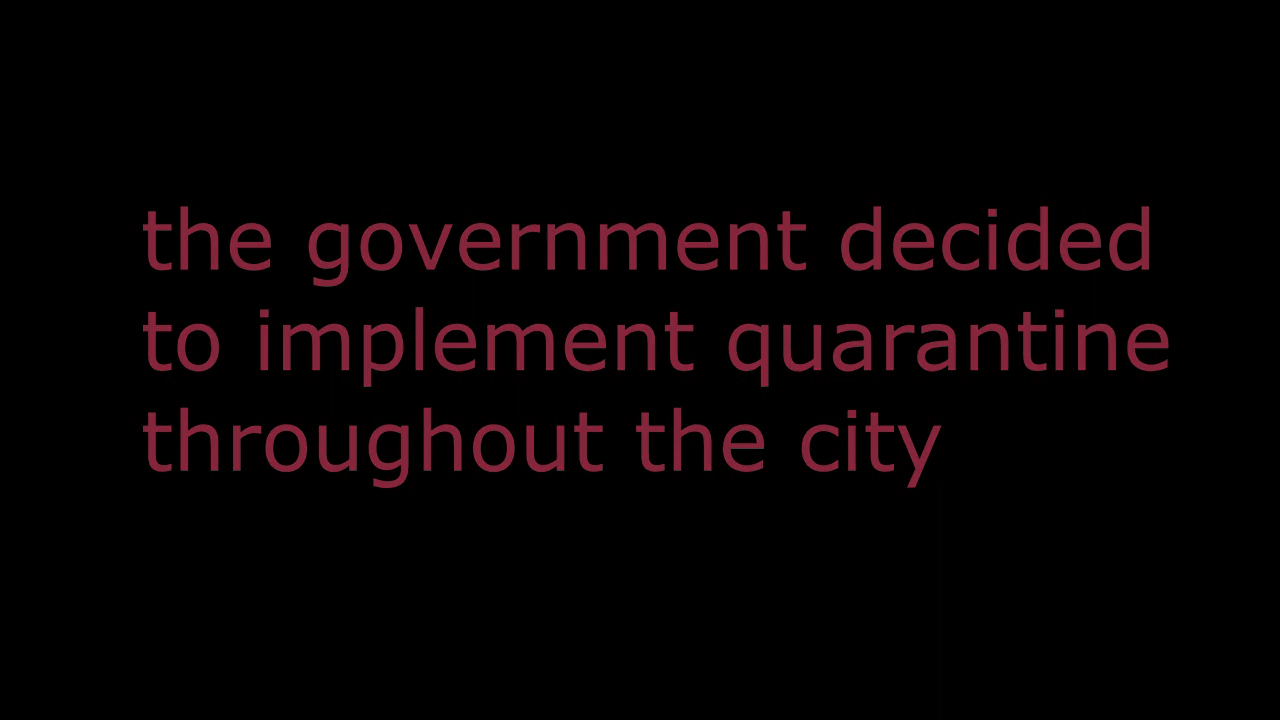 the government decided
to implement quarantine
throughout the city